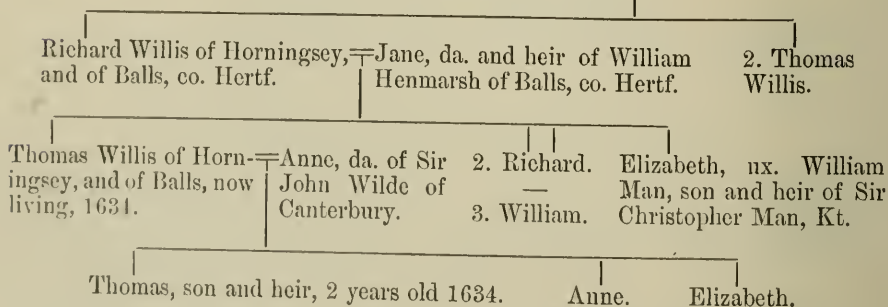 Richard Willis of Horningsey,
and of Balls, co. Hertf.
Jane, da. and heir of William
Henmarsh of Balls, co. Hertf.
2. Thomas
Willis.
Thomas Willis of Horn-
ingsey, and of Balls, now
living, 1634.
Anne, da. of Sir
John Wilde of
Canterbury.
2. Richard.
—
3. William.
Elizabeth, ux. William
Man, son and heir of Sir
Christopher Man, Kt.
Thomas, son and heir, 2 years old 1634.
Anne.
Elizabeth.